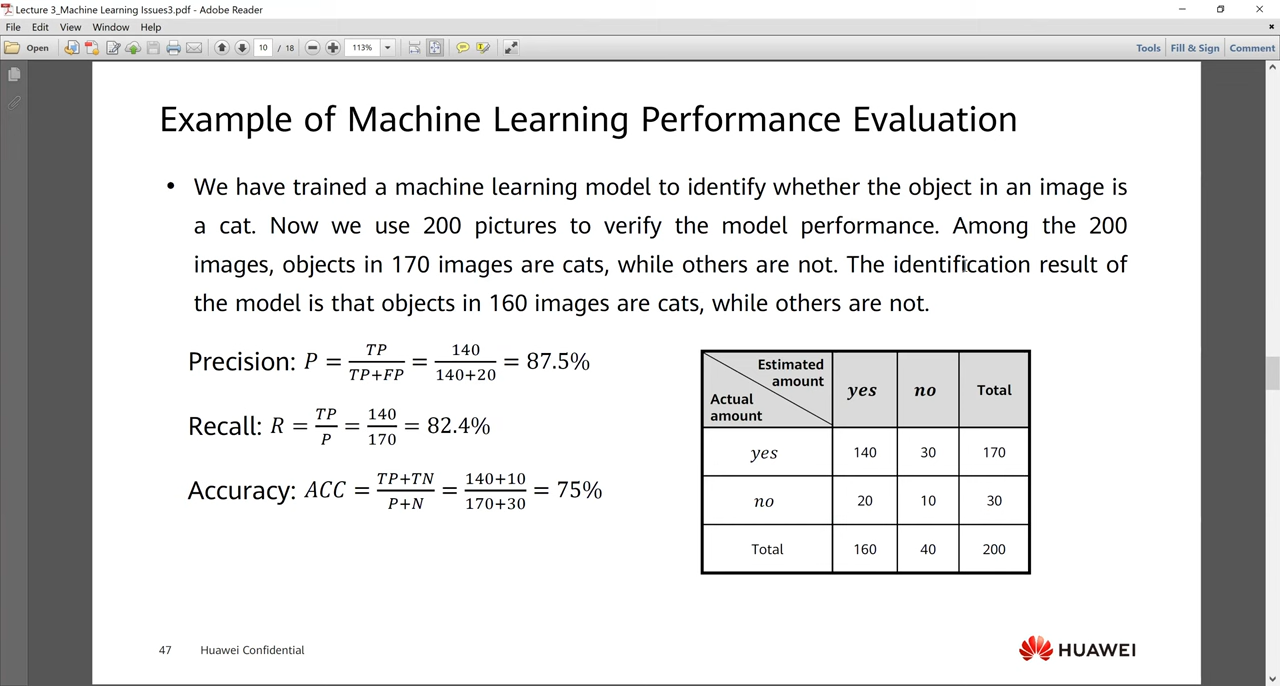 Lecture 3_Machine Learning Issues3.pdf - Adobe Reader
File Edit View Window Help
Open 10 / 18 113% Tools Fill & Sign Comment
Example of Machine Learning Performance Evaluation
• We have trained a machine learning model to identify whether the object in an image is
a cat. Now we use 200 pictures to verify the model performance. Among the 200
images, objects in 170 images are cats, while others are not. The identification result of
the model is that objects in 160 images are cats, while others are not.
Precision: P = TP/(TP+FP) = 140/(140+20) = 87.5%
Recall: R = TP/P = 140/170 = 82.4%
Accuracy: ACC = (TP+TN)/(P+N) = (140+10)/(170+30) = 75%
Estimated
amount
Actual
amount
yes no Total
yes 140 30 170
no 20 10 30
Total 160 40 200
47 Huawei Confidential
HUAWEI